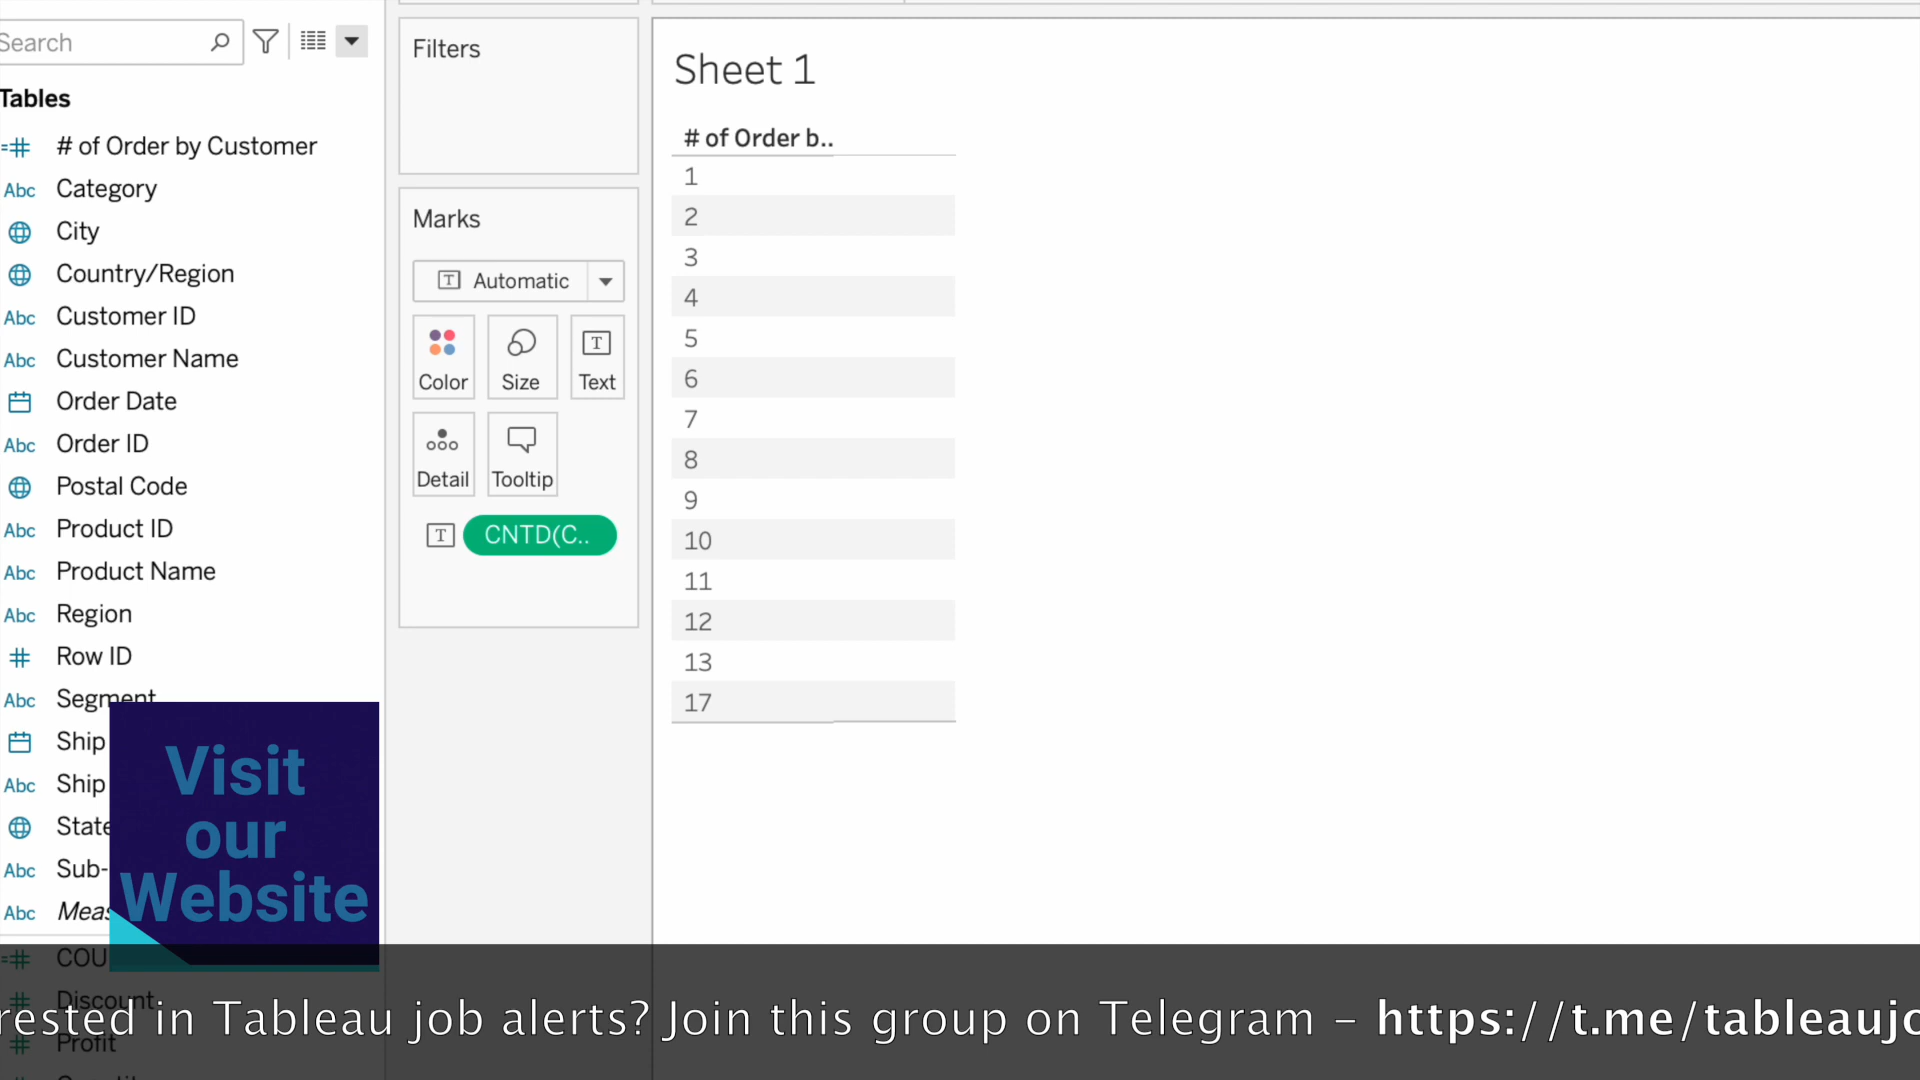 Search
Tables
# of Order by Customer
Abc Category
City
Country/Region
Abc Customer ID
Abc Customer Name
Order Date
Abc Order ID
Postal Code
Abc Product ID
Abc Product Name
Abc Region
Row ID
Abc Segment
Ship
Abc Ship
State
Abc Sub-
Abc Meas
COU
Discount
Profit
Visit
our
Website
Filters
Marks
Automatic
Color Size Text
Detail Tooltip
CNTD(C..
Sheet 1
# of Order b..
1
2
3
4
5
6
7
8
9
10
11
12
13
17
rested in Tableau job alerts? Join this group on Telegram – https://t.me/tableaujo